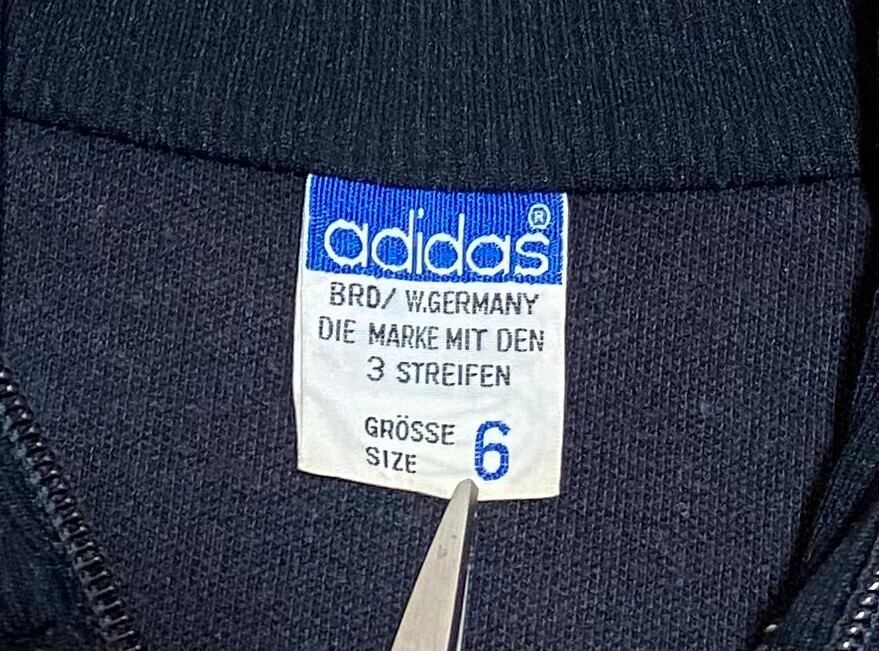 adidas®
BRD/ W.GERMANY
DIE MARKE MIT DEN
3 STREIFEN
GRÖSSE
SIZE 6